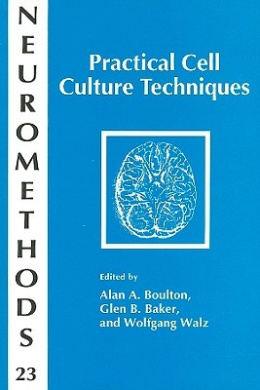 NEUROMETHODS
23
Practical Cell
Culture Techniques
Edited by
Alan A. Boulton,
Glen B. Baker,
and Wolfgang Walz